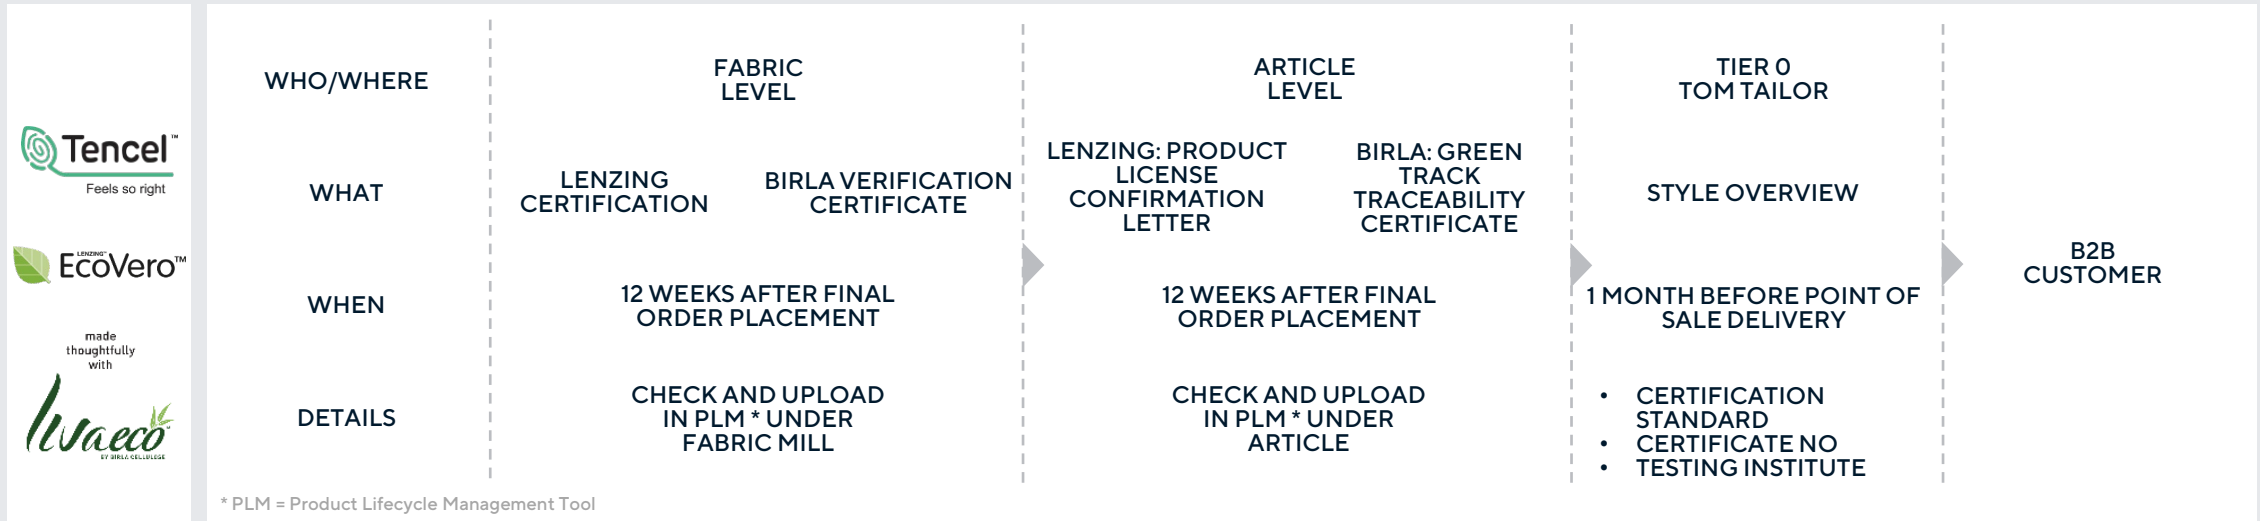 Tencel™
Feels so right
LENZING™
EcoVero™
made
thoughtfully
with
livaeco™
BY BIRLA CELLULOSE
WHO/WHERE
FABRIC
LEVEL
ARTICLE
LEVEL
TIER 0
TOM TAILOR
WHAT
LENZING
CERTIFICATION
BIRLA VERIFICATION
CERTIFICATE
LENZING: PRODUCT
LICENSE
CONFIRMATION
LETTER
BIRLA: GREEN
TRACK
TRACEABILITY
CERTIFICATE
STYLE OVERVIEW
WHEN
12 WEEKS AFTER FINAL
ORDER PLACEMENT
12 WEEKS AFTER FINAL
ORDER PLACEMENT
1 MONTH BEFORE POINT OF
SALE DELIVERY
B2B
CUSTOMER
DETAILS
CHECK AND UPLOAD
IN PLM * UNDER
FABRIC MILL
CHECK AND UPLOAD
IN PLM * UNDER
ARTICLE
• CERTIFICATION
STANDARD
• CERTIFICATE NO
• TESTING INSTITUTE
* PLM = Product Lifecycle Management Tool